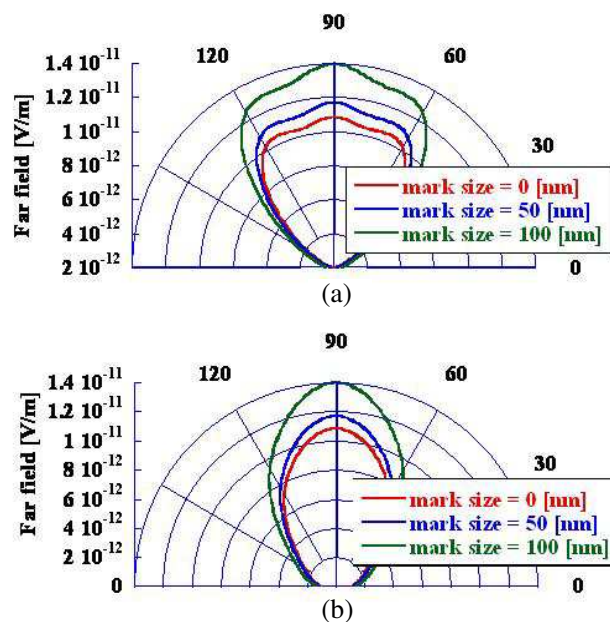 90
120
60
30
0
Far field [V/m]
1.4 10⁻¹¹
1.2 10⁻¹¹
1 10⁻¹¹
8 10⁻¹²
6 10⁻¹²
4 10⁻¹²
2 10⁻¹²
mark size = 0 [nm]
mark size = 50 [nm]
mark size = 100 [nm]
(a)
90
120
60
30
0
Far field [V/m]
1.4 10⁻¹¹
1.2 10⁻¹¹
1 10⁻¹¹
8 10⁻¹²
6 10⁻¹²
4 10⁻¹²
2 10⁻¹²
0
mark size = 0 [nm]
mark size = 50 [nm]
mark size = 100 [nm]
(b)